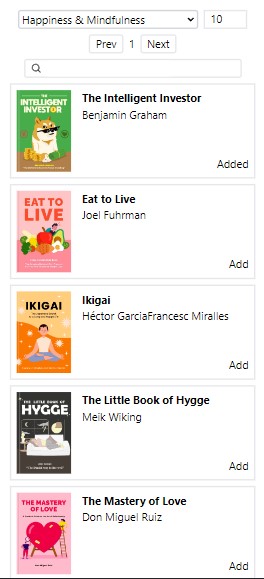 Happiness & Mindfulness
10
Prev 1 Next
THE
INTELLIGENT
INVESTOR
The Intelligent Investor
Benjamin Graham
Added
EAT TO
LIVE
Eat to Live
Joel Fuhrman
Add
IKIGAI
Ikigai
Héctor GarciaFrancesc Miralles
Add
THE LITTLE BOOK OF
HYGGE
The Little Book of Hygge
Meik Wiking
Add
THE MASTERY
OF LOVE
The Mastery of Love
Don Miguel Ruiz
Add